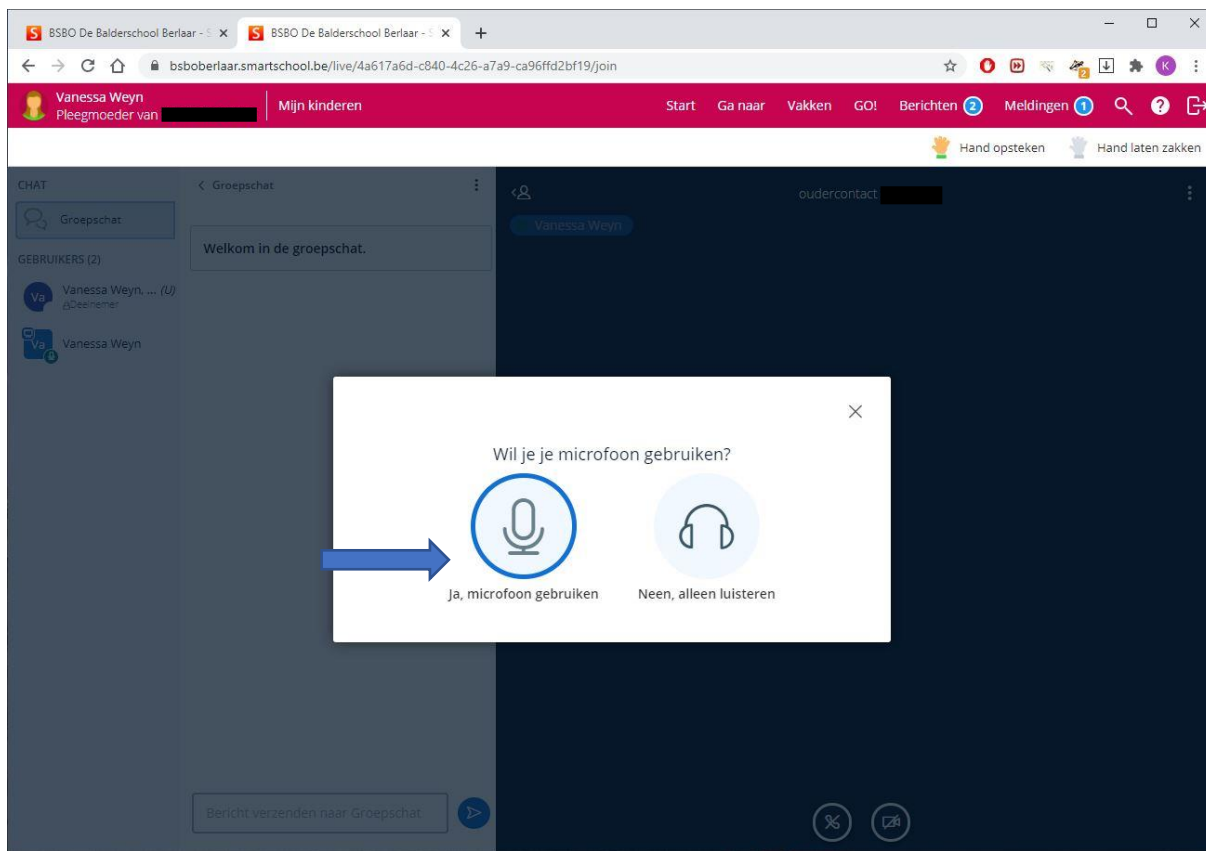 BSBO De Balderschool Berlaar - S
BSBO De Balderschool Berlaar - S
bsboberlaar.smartschool.be/live/4a617a6d-c840-4c26-a7a9-ca96ffd2bf19/join
2
K
Vanessa Weyn
Pleegmoeder van
Mijn kinderen
Start Ga naar Vakken GO! Berichten 2 Meldingen 1
Hand opsteken Hand laten zakken
CHAT
Groepschat
GEBRUIKERS (2)
Va Vanessa Weyn, ... (U)
Deelnemer
Va Vanessa Weyn
Groepschat
Welkom in de groepschat.
oudercontact
Vanessa Weyn
Wil je je microfoon gebruiken?
Ja, microfoon gebruiken Neen, alleen luisteren
Bericht verzenden naar Groepschat